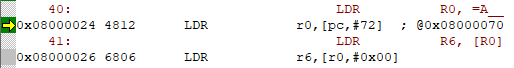 40: LDR R0, =A__
0x08000024 4812 LDR r0,[pc,#72] ; @0x08000070
41: LDR R6, [R0]
0x08000026 6806 LDR r6,[r0,#0x00]